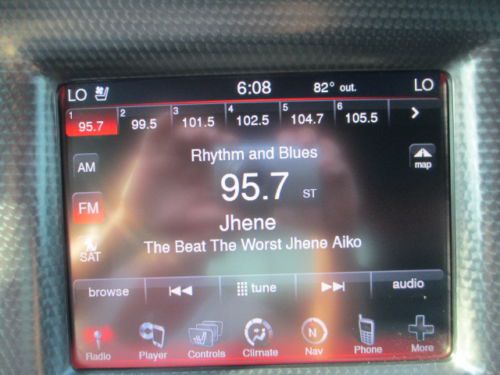 LO 6:08 82° out. LO
1 2 3 4 5 6
95.7 99.5 101.5 102.5 104.7 105.5
Rhythm and Blues
AM
map
95.7 ST
FM
Jhene
The Beat The Worst Jhene Aiko
SAT
browse tune audio
Radio Player Controls Climate Nav Phone More
N